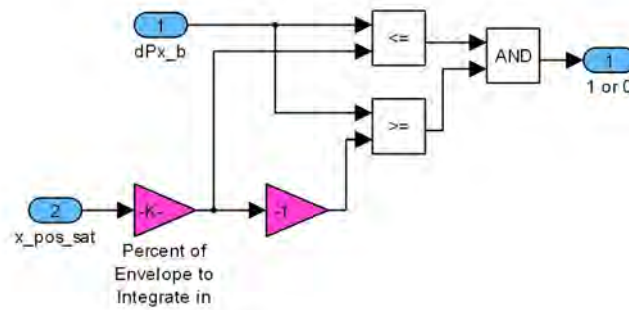 1
dPx_b
<=
AND
1
1 or 0
>=
2
x_pos_sat
-K-
-1
Percent of
Envelope to
Integrate in